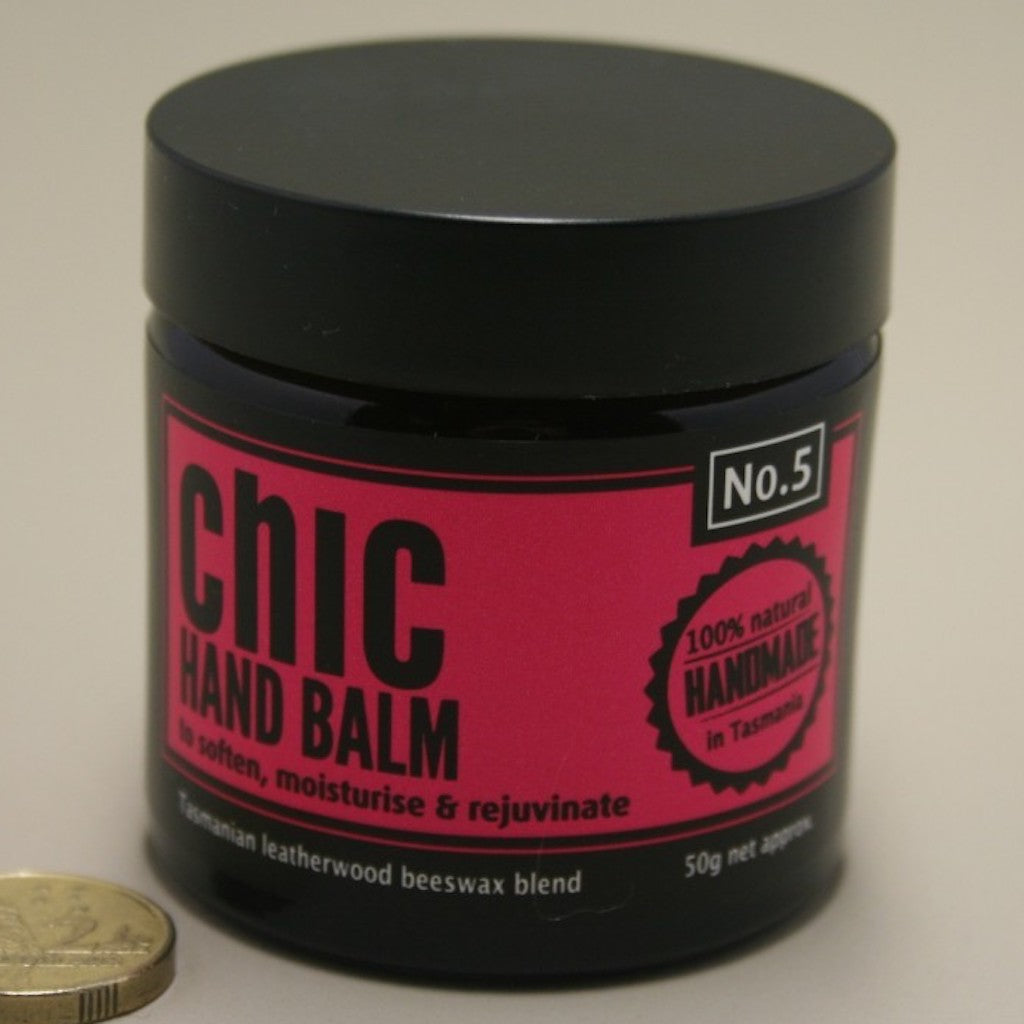 chic
HAND BALM
to soften, moisturise & rejuvinate
Tasmanian leatherwood beeswax blend
No.5
100% natural
HANDMADE
in Tasmania
50g net approx.